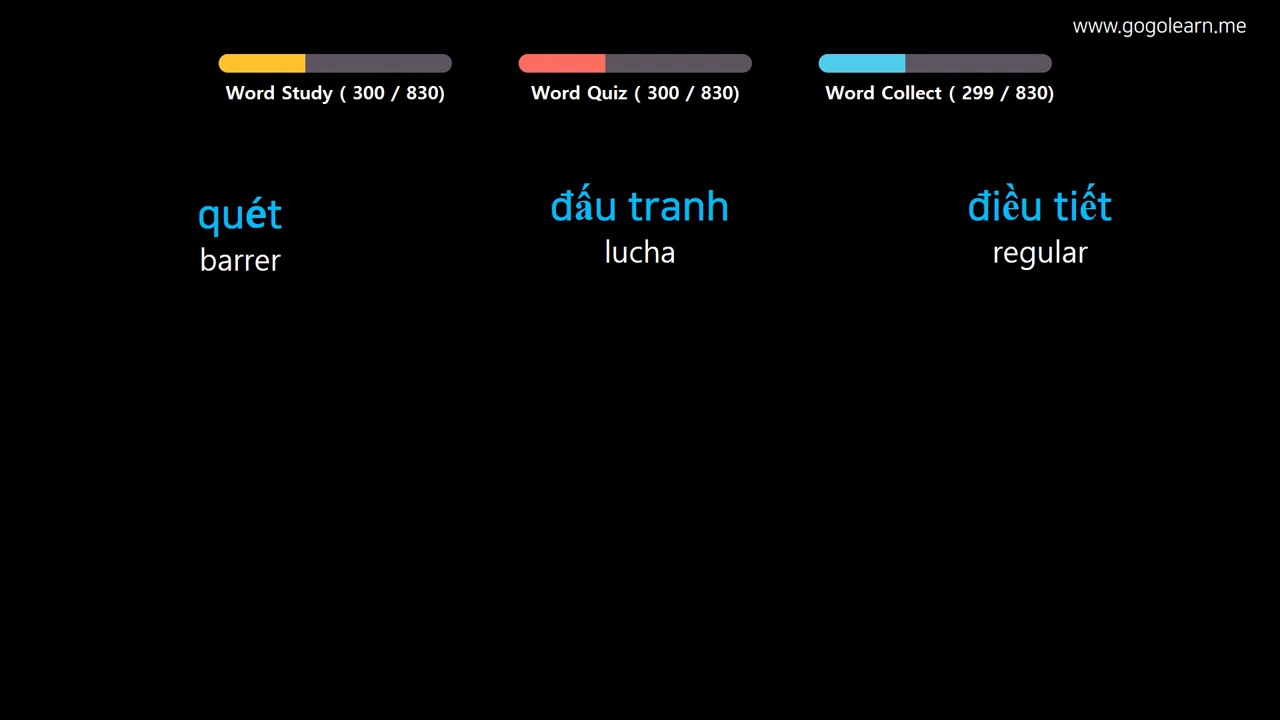 www.gogolearn.me
Word Study ( 300 / 830)
Word Quiz ( 300 / 830)
Word Collect ( 299 / 830)
quét
barrer
đấu tranh
lucha
điều tiết
regular